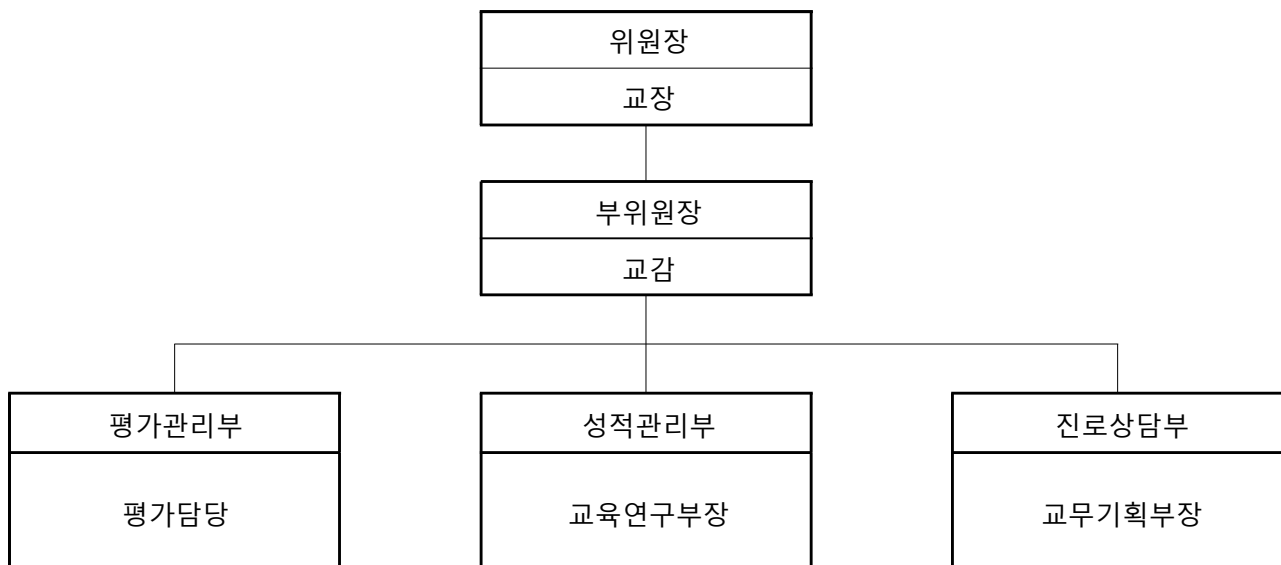 위원장
교장
부위원장
교감
평가관리부
성적관리부
진로상담부
평가담당
교육연구부장
교무기획부장